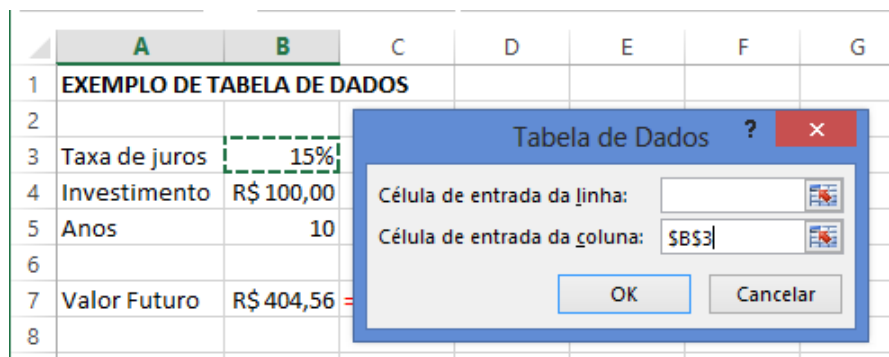 A B C D E F G
1 EXEMPLO DE TABELA DE DADOS
2
Tabela de Dados ? ×
3 Taxa de juros 15%
4 Investimento R$ 100,00
Célula de entrada da linha:
5 Anos 10
Célula de entrada da coluna: $B$3
6
7 Valor Futuro R$ 404,56 =
OK Cancelar
8